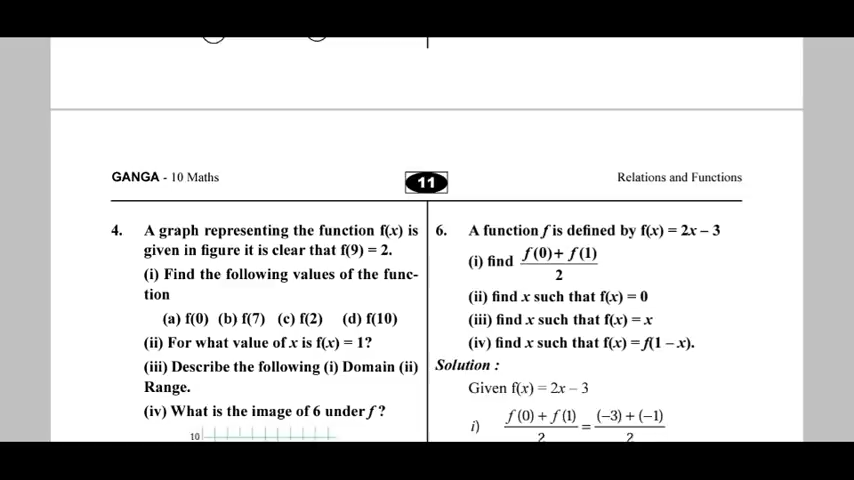 GANGA - 10 Maths
11
Relations and Functions
4. A graph representing the function f(x) is
given in figure it is clear that f(9) = 2.
(i) Find the following values of the func-
tion
(a) f(0) (b) f(7) (c) f(2) (d) f(10)
(ii) For what value of x is f(x) = 1?
(iii) Describe the following (i) Domain (ii)
Range.
(iv) What is the image of 6 under f ?
10
6. A function f is defined by f(x) = 2x – 3
(i) find f(0) + f(1)
2
(ii) find x such that f(x) = 0
(iii) find x such that f(x) = x
(iv) find x such that f(x) = f(1 – x).
Solution :
Given f(x) = 2x – 3
i) f(0) + f(1) = (–3) + (–1)
2 2